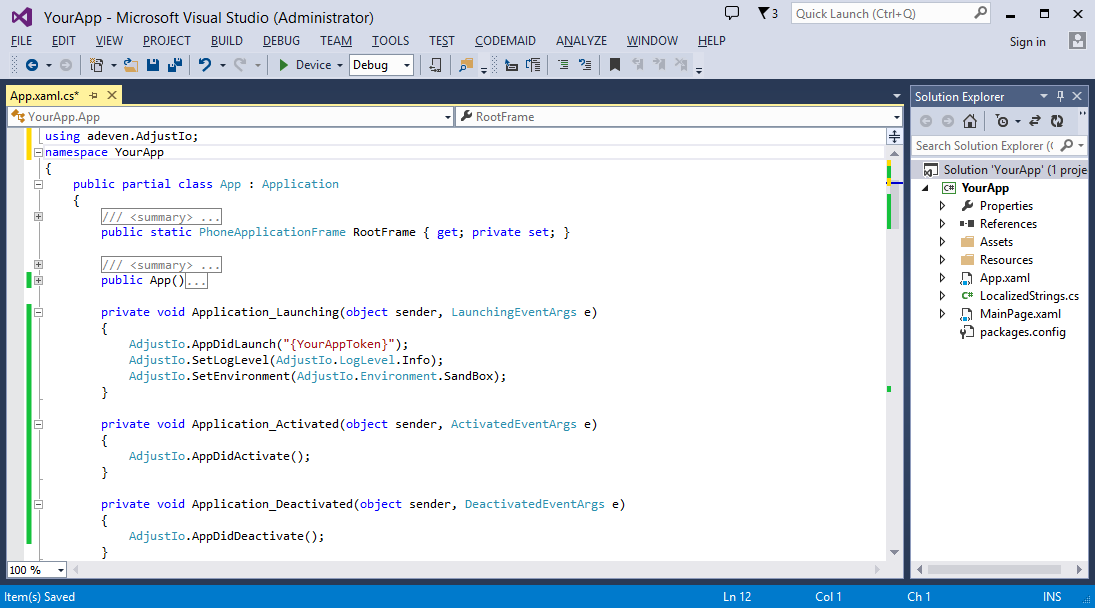 YourApp - Microsoft Visual Studio (Administrator)
3
Quick Launch (Ctrl+Q)
FILE EDIT VIEW PROJECT BUILD DEBUG TEAM TOOLS TEST CODEMAID ANALYZE WINDOW HELP
Sign in
Device Debug
App.xaml.cs*
YourApp.App
RootFrame
using adeven.AdjustIo;
namespace YourApp
{
public partial class App : Application
{
/// <summary> ...
public static PhoneApplicationFrame RootFrame { get; private set; }
/// <summary> ...
public App()...
private void Application_Launching(object sender, LaunchingEventArgs e)
{
AdjustIo.AppDidLaunch("{YourAppToken}");
AdjustIo.SetLogLevel(AdjustIo.LogLevel.Info);
AdjustIo.SetEnvironment(AdjustIo.Environment.SandBox);
}
private void Application_Activated(object sender, ActivatedEventArgs e)
{
AdjustIo.AppDidActivate();
}
private void Application_Deactivated(object sender, DeactivatedEventArgs e)
{
AdjustIo.AppDidDeactivate();
}
100 %
Solution Explorer
Search Solution Explorer (
Solution 'YourApp' (1 proje
C# YourApp
Properties
References
Assets
Resources
App.xaml
C# LocalizedStrings.cs
MainPage.xaml
packages.config
Item(s) Saved
Ln 12 Col 1 Ch 1 INS